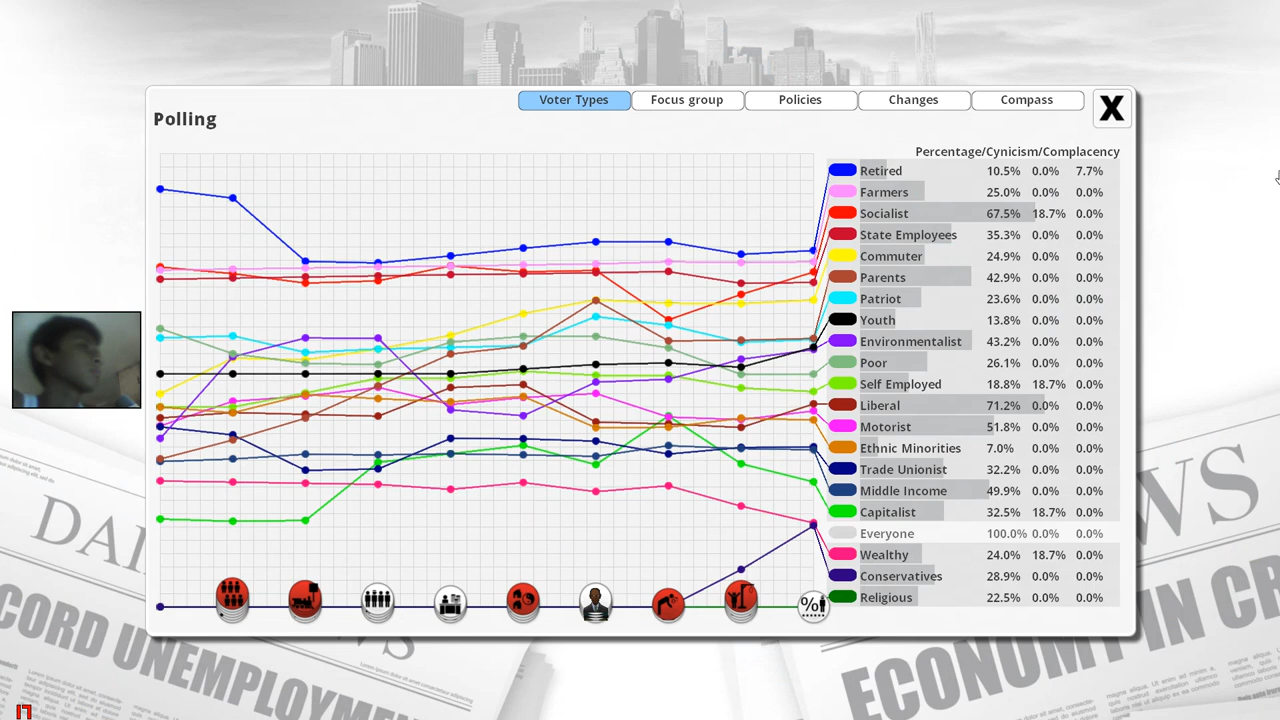 Voter Types Focus group Policies Changes Compass
X
Polling
Percentage/Cynicism/Complacency
Retired 10.5% 0.0% 7.7%
Farmers 25.0% 0.0% 0.0%
Socialist 67.5% 18.7% 0.0%
State Employees 35.3% 0.0% 0.0%
Commuter 24.9% 0.0% 0.0%
Parents 42.9% 0.0% 0.0%
Patriot 23.6% 0.0% 0.0%
Youth 13.8% 0.0% 0.0%
Environmentalist 43.2% 0.0% 0.0%
Poor 26.1% 0.0% 0.0%
Self Employed 18.8% 18.7% 0.0%
Liberal 71.2% 0.0% 0.0%
Motorist 51.8% 0.0% 0.0%
Ethnic Minorities 7.0% 0.0% 0.0%
Trade Unionist 32.2% 0.0% 0.0%
Middle Income 49.9% 0.0% 0.0%
Capitalist 32.5% 18.7% 0.0%
Everyone 100.0% 0.0% 0.0%
Wealthy 24.0% 18.7% 0.0%
Conservatives 28.9% 0.0% 0.0%
Religious 22.5% 0.0% 0.0%
%
DAI
WS
CORD UNEMPLOYM
ECONOMY IN CR